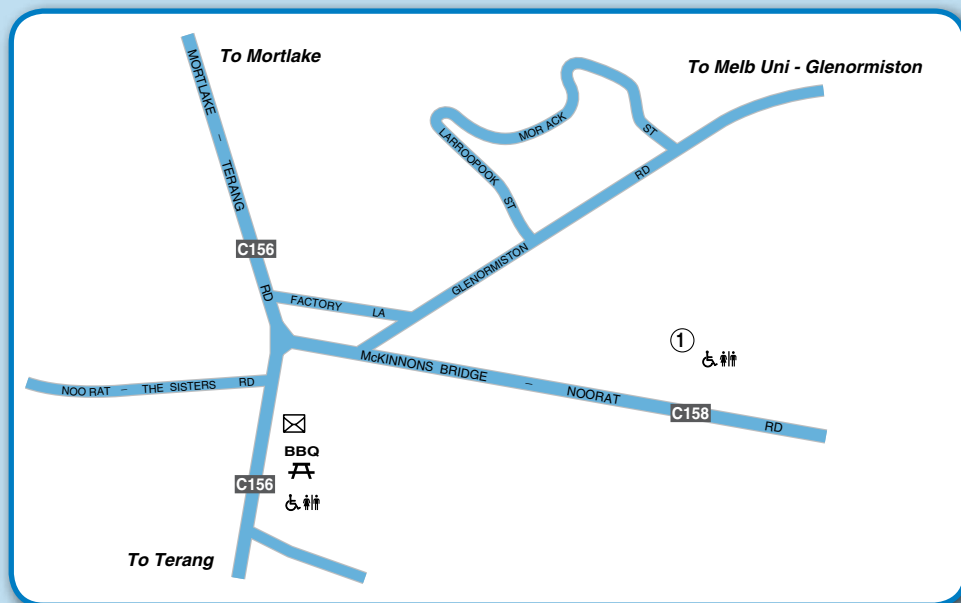 To Mortlake
To Melb Uni - Glenormiston
MORTLAKE – TERANG RD
C156
LARROOPOOK ST
MOR ACK ST
GLENORMISTON RD
FACTORY LA
1
McKINNONS BRIDGE – NOORAT RD
C158
NOO RAT – THE SISTERS RD
BBQ
C156
To Terang